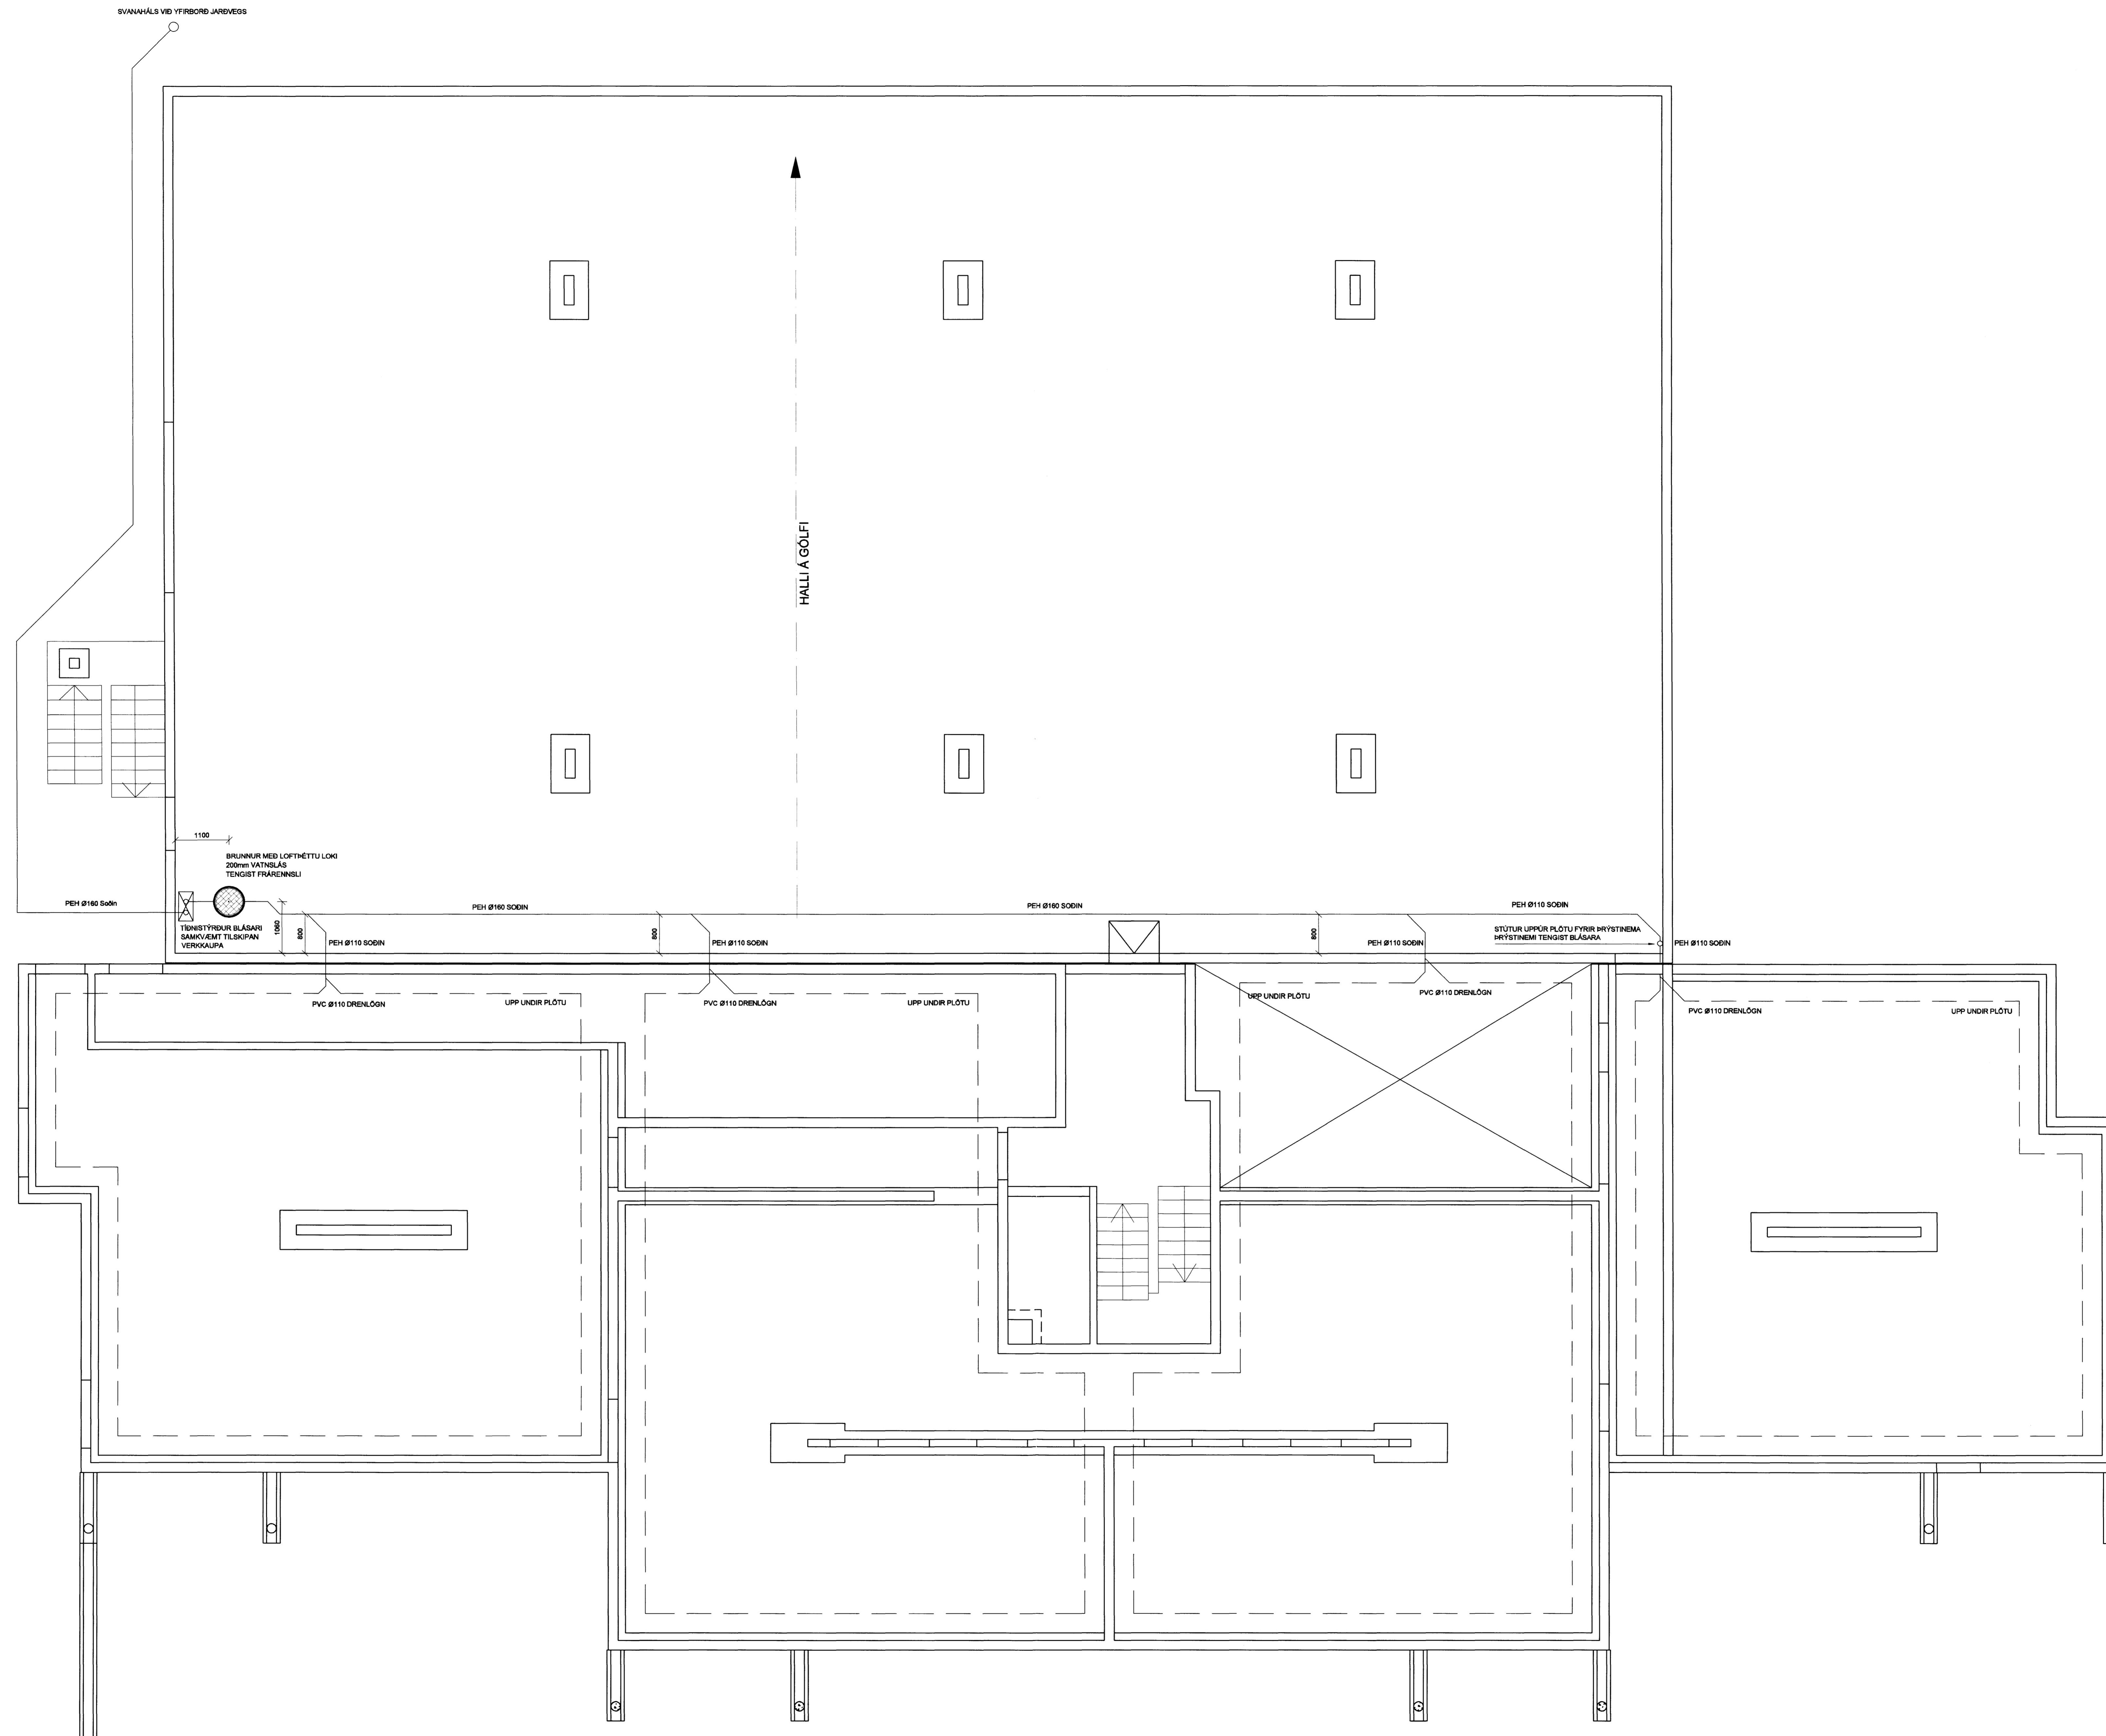 SVANAHÁLS VIÐ YFIRBORÐ JARÐVEGS
HALLI Á GÓLFI
1100
BRUNNUR MEÐ LOFTÞÉTTU LOKI
200mm VATNSLÁS
TENGIST FRÁRENNSLI
PEH Ø160 Soðin
PEH Ø160 SOÐIN
PEH Ø160 SOÐIN
PEH Ø110 SOÐIN
TÍÐNISTÝRÐUR BLÁSARI
SAMKVÆMT TILSKIPAN
VERKKAUPA
1060
800
PEH Ø110 SOÐIN
800
PEH Ø110 SOÐIN
800
PEH Ø110 SOÐIN
STÚTUR UPPÚR PLÖTU FYRIR ÞRÝSTINEMA
ÞRÝSTINEMI TENGIST BLÁSARA
PEH Ø110 SOÐIN
PVC Ø110 DRENLÖGN
UPP UNDIR PLÖTU
PVC Ø110 DRENLÖGN
UPP UNDIR PLÖTU
UPP UNDIR PLÖTU
PVC Ø110 DRENLÖGN
PVC Ø110 DRENLÖGN
UPP UNDIR PLÖTU